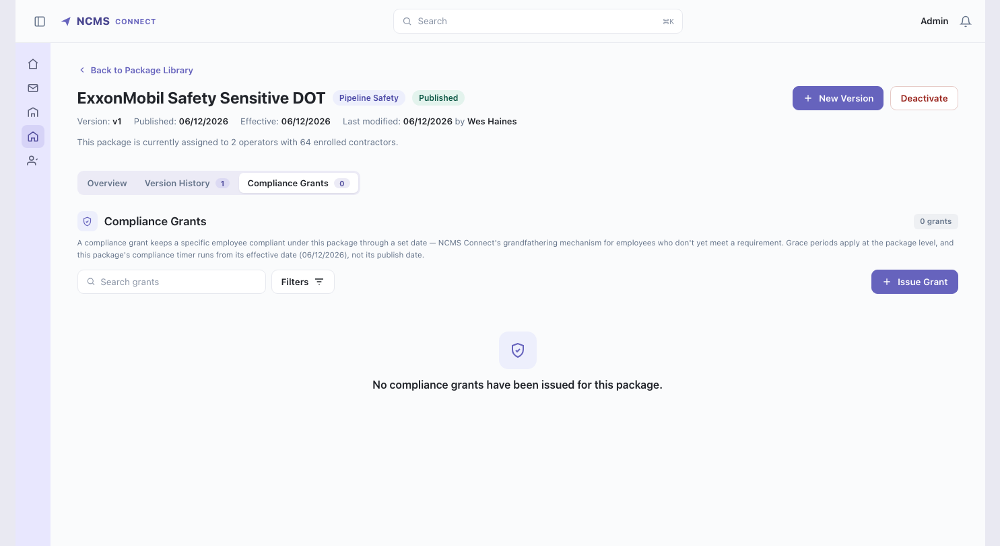 NCMS CONNECT
Search
⌘K
Admin
Back to Package Library
ExxonMobil Safety Sensitive DOT
Pipeline Safety
Published
New Version
Deactivate
Version: v1 Published: 06/12/2026 Effective: 06/12/2026 Last modified: 06/12/2026 by Wes Haines
This package is currently assigned to 2 operators with 64 enrolled contractors.
Overview
Version History 1
Compliance Grants 0
Compliance Grants
0 grants
A compliance grant keeps a specific employee compliant under this package through a set date — NCMS Connect's grandfathering mechanism for employees who don't yet meet a requirement. Grace periods apply at the package level, and
this package's compliance timer runs from its effective date (06/12/2026), not its publish date.
Search grants
Filters
Issue Grant
No compliance grants have been issued for this package.